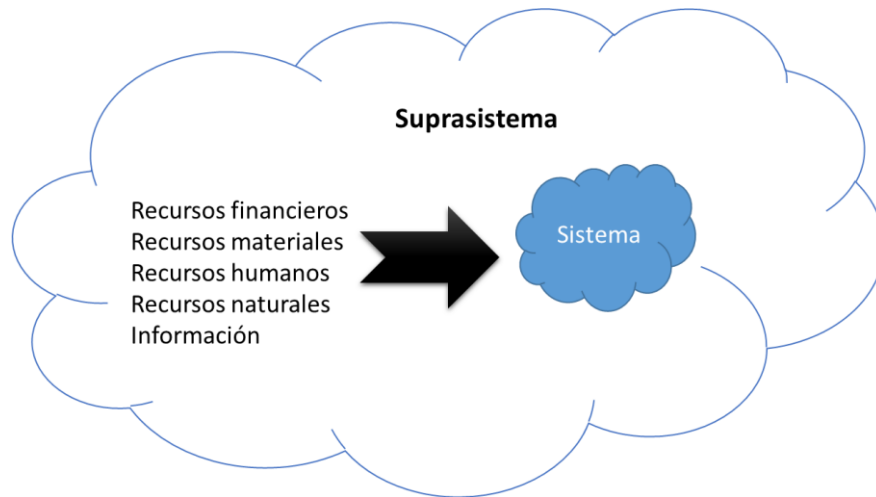 Suprasistema
Recursos financieros
Recursos materiales
Recursos humanos
Recursos naturales
Información
Sistema